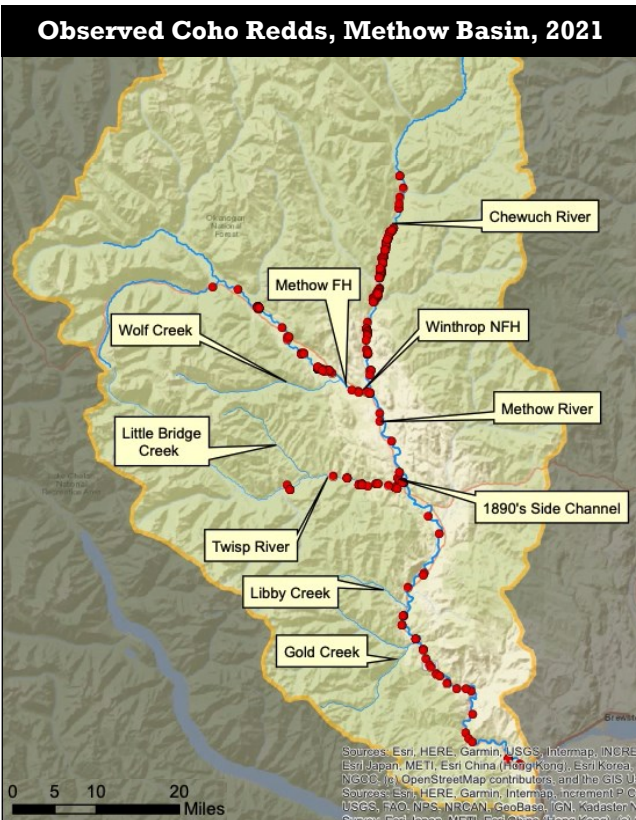 Observed Coho Redds, Methow Basin, 2021
Okanogan
National
Forest
Chewuch River
Methow FH
Winthrop NFH
Wolf Creek
Methow River
Little Bridge
Creek
1890's Side Channel
Twisp River
Libby Creek
Gold Creek
Sources: Esri, HERE, Garmin, USGS, Intermap, INCRE
Esri Japan, METI, Esri China (Hong Kong), Esri Korea,
NGCC, (c) OpenStreetMap contributors, and the GIS U
Sources: Esri, HERE, Garmin, Intermap, increment P C
USGS, FAO, NPS, NRCAN, GeoBase, IGN, Kadaster
0 5 10 20
Miles